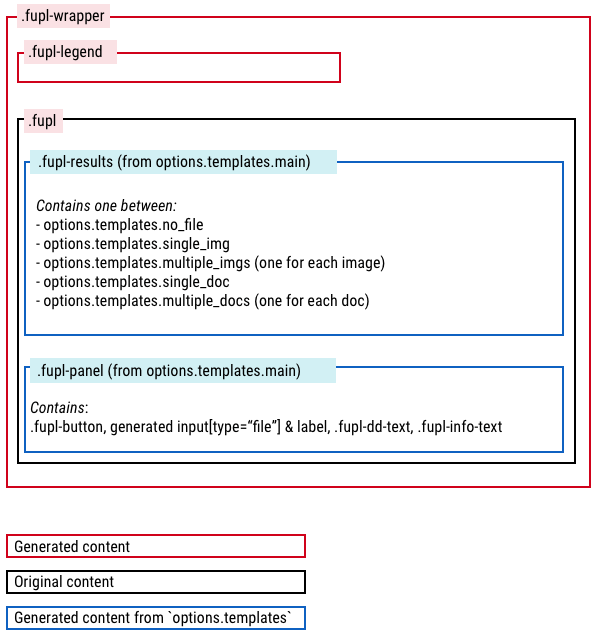 .fupl-wrapper
.fupl-legend
.fupl
.fupl-results (from options.templates.main)
Contains one between:
- options.templates.no_file
- options.templates.single_img
- options.templates.multiple_imgs (one for each image)
- options.templates.single_doc
- options.templates.multiple_docs (one for each doc)
.fupl-panel (from options.templates.main)
Contains:
.fupl-button, generated input[type=“file”] & label, .fupl-dd-text, .fupl-info-text
Generated content
Original content
Generated content from `options.templates`